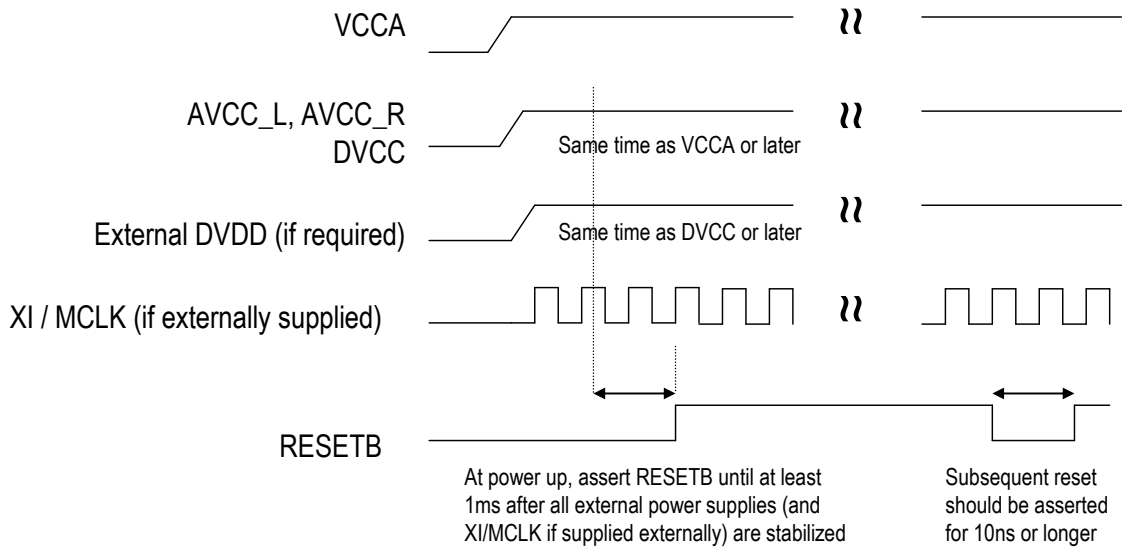 VCCA
AVCC_L, AVCC_R
DVCC
Same time as VCCA or later
External DVDD (if required)
Same time as DVCC or later
XI / MCLK (if externally supplied)
RESETB
At power up, assert RESETB until at least
1ms after all external power supplies (and
XI/MCLK if supplied externally) are stabilized
Subsequent reset
should be asserted
for 10ns or longer